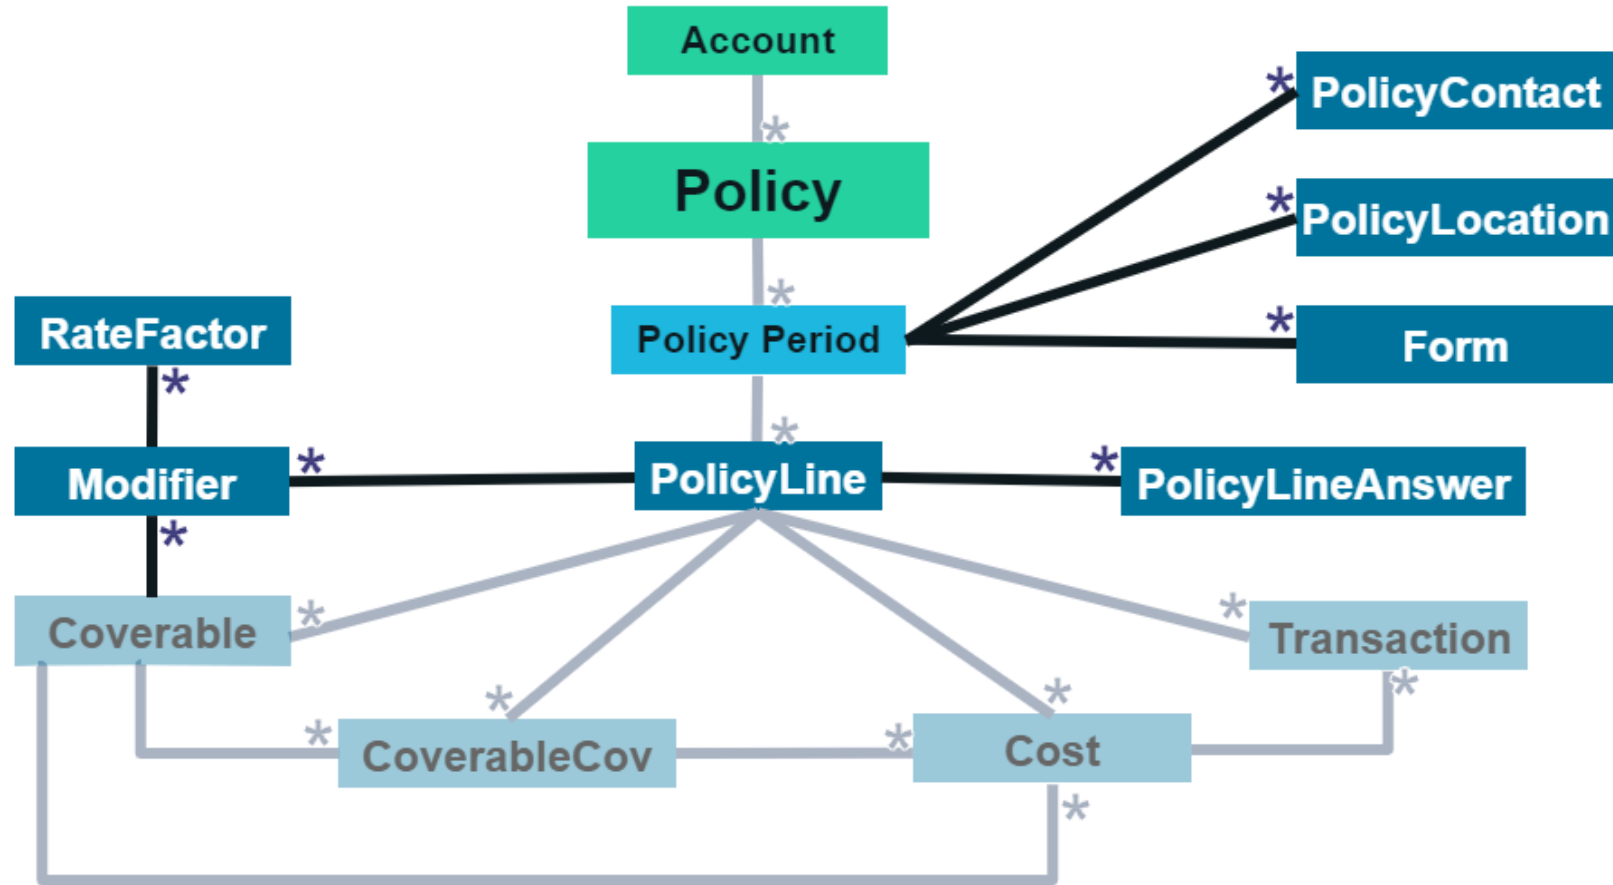 Account
*
PolicyContact
*
Policy
*
PolicyLocation
*
Policy Period
*
Form
*
RateFactor
*
Modifier
*
PolicyLine
*
PolicyLineAnswer
*
*
Coverable
*
Transaction
*
CoverableCov
*
*
Cost
*
*
*
*